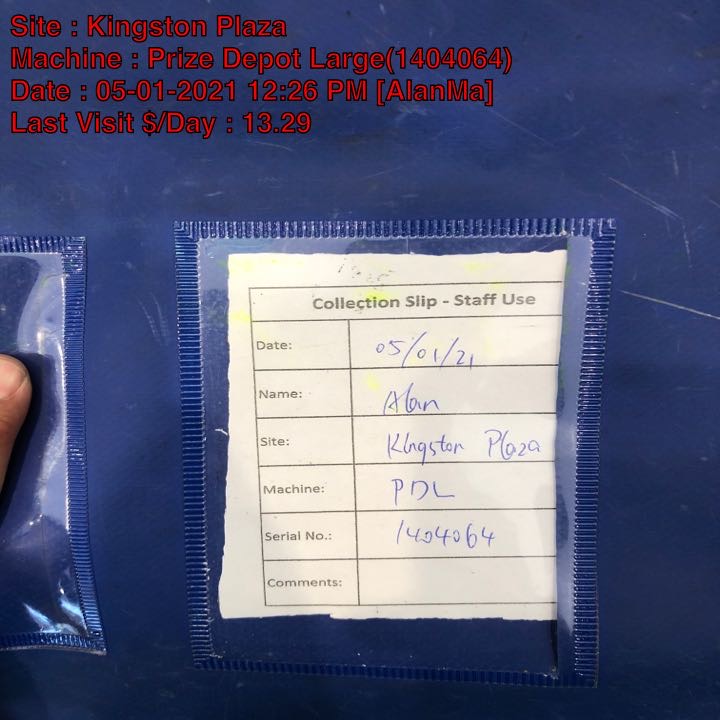 Site : Kingston Plaza
Machine : Prize Depot Large(1404064)
Date : 05-01-2021 12:26 PM [AlanMa]
Last Visit $/Day : 13.29
Collection Slip - Staff Use
Date: 05/01/21
Name: Alan
Site: Kingston Plaza
Machine: PDL
Serial No.: 1404064
Comments: